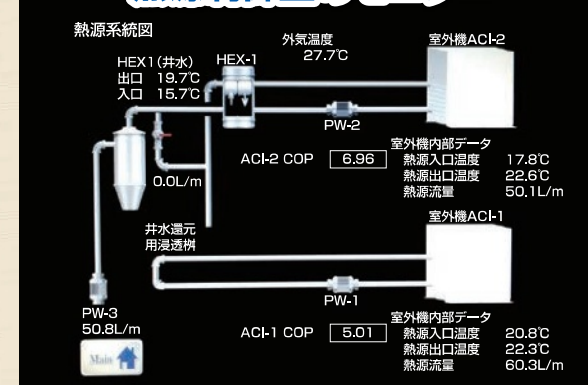 熱源系統図
HEX1(井水)
出口 19.7℃
入口 15.7℃
HEX-1
外気温度
27.7℃
室外機ACI-2
PW-2
ACI-2 COP 6.96
室外機内部データ
熱源入口温度 17.8℃
熱源出口温度 22.6℃
熱源流量 50.1L/m
0.0L/m
井水還元
用浸透桝
室外機ACI-1
PW-1
PW-3
50.8L/m
Main
ACI-1 COP 5.01
室外機内部データ
熱源入口温度 20.8℃
熱源出口温度 22.3℃
熱源流量 60.3L/m